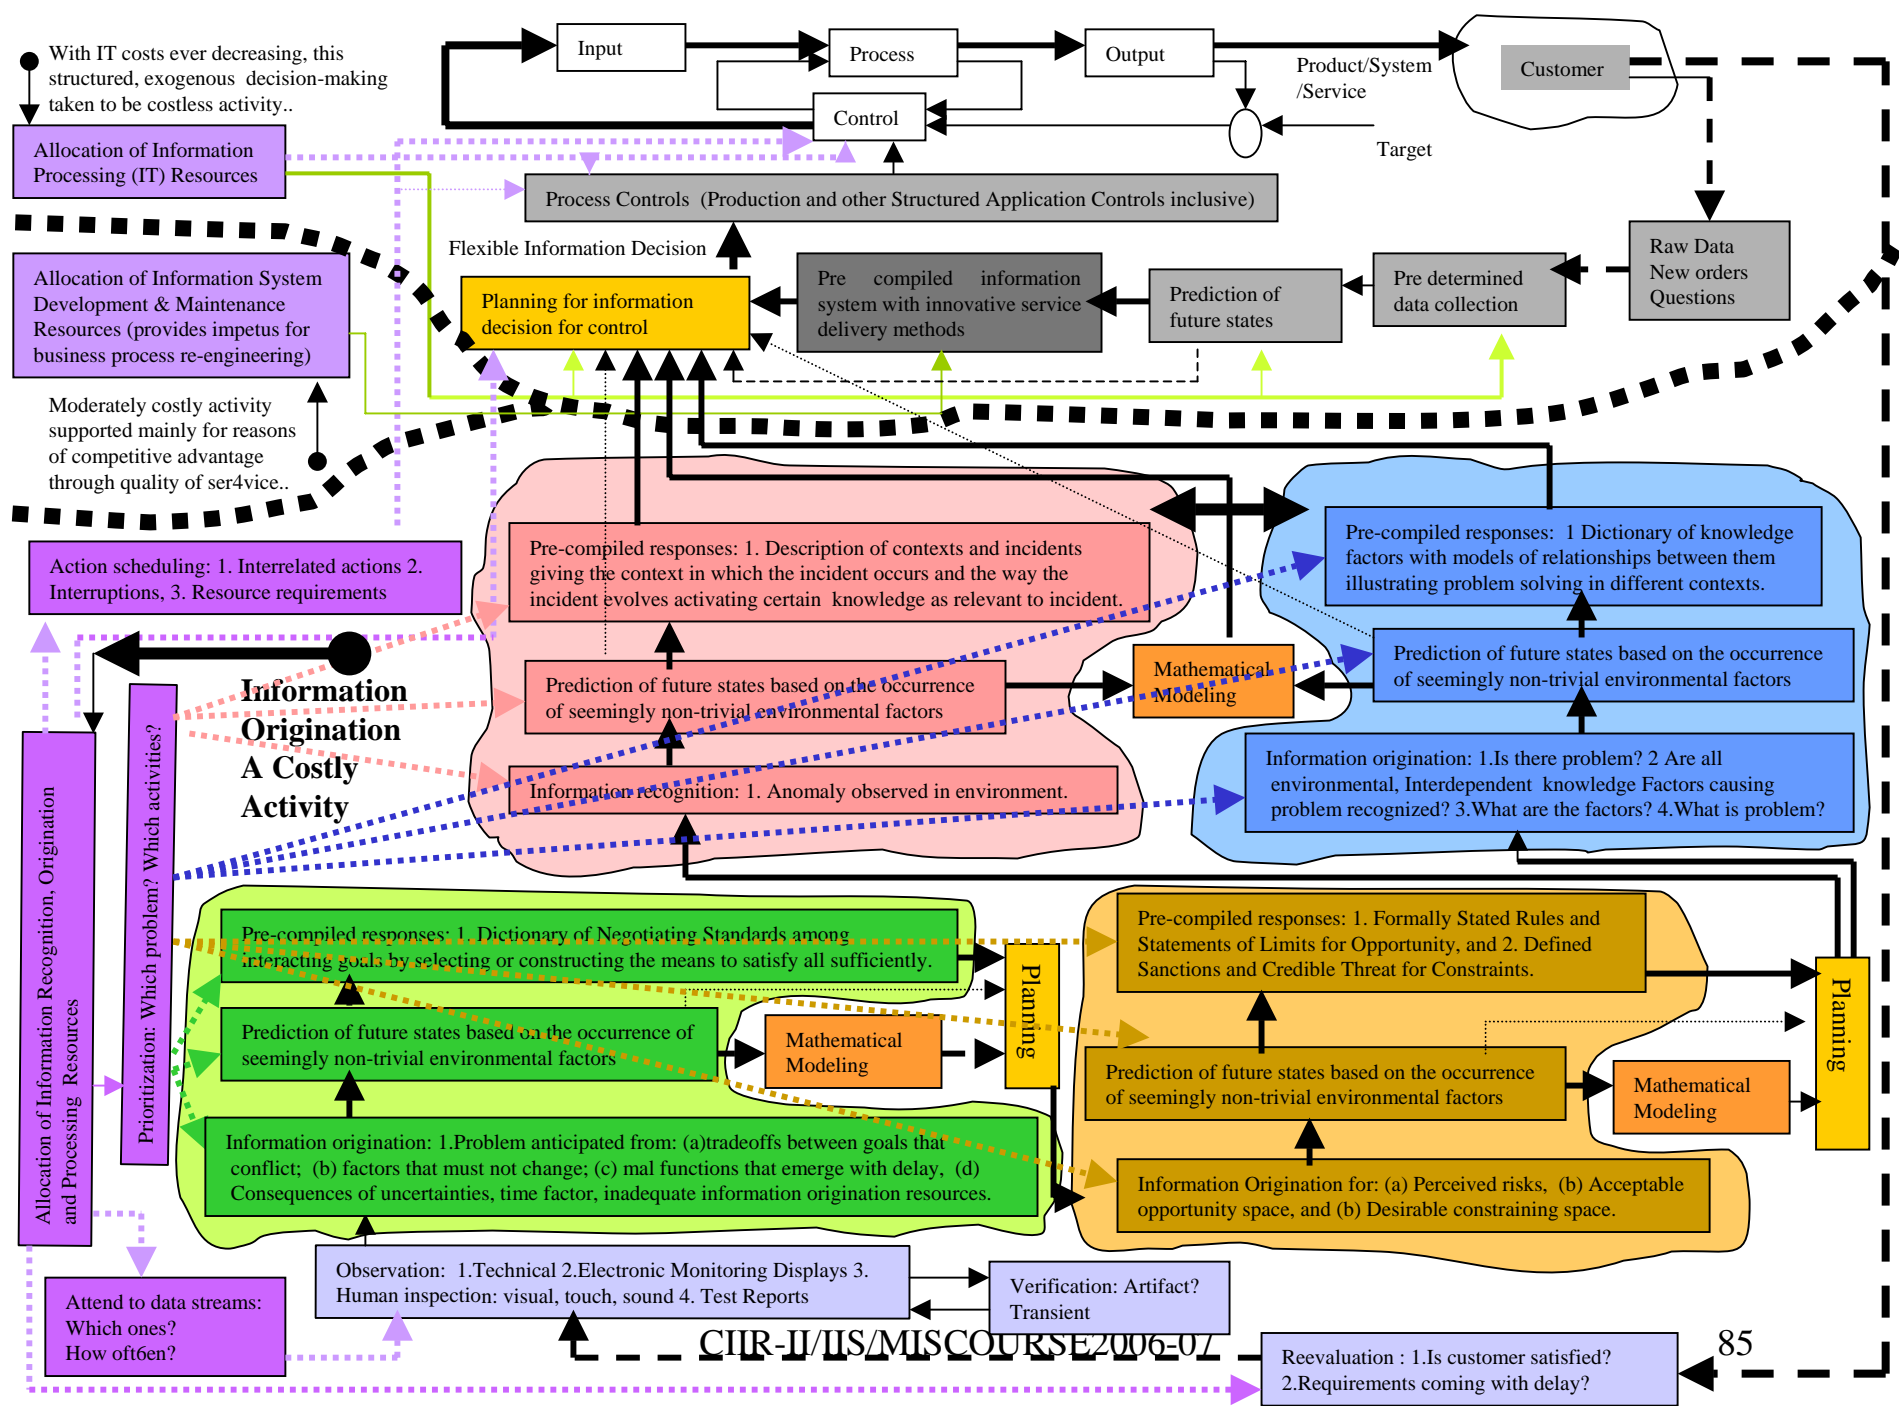 With IT costs ever decreasing, this
structured, exogenous decision-making
taken to be costless activity..
Input
Process
Output
Product/System
/Service
Customer
Control
Target
Allocation of Information
Processing (IT) Resources
Process Controls (Production and other Structured Application Controls inclusive)
Flexible Information Decision
Allocation of Information System
Development & Maintenance
Resources (provides impetus for
business process re-engineering)
Planning for information
decision for control
Pre compiled information
system with innovative service
delivery methods
Prediction of
future states
Pre determined
data collection
Raw Data
New orders
Questions
Moderately costly activity
supported mainly for reasons
of competitive advantage
through quality of ser4vice..
Action scheduling: 1. Interrelated actions 2.
Interruptions, 3. Resource requirements
Pre-compiled responses: 1. Description of contexts and incidents
giving the context in which the incident occurs and the way the
incident evolves activating certain knowledge as relevant to incident.
Pre-compiled responses: 1 Dictionary of knowledge
factors with models of relationships between them
illustrating problem solving in different contexts.
Prediction of future states based on the occurrence
of seemingly non-trivial environmental factors
Mathematical
Modeling
Prediction of future states based on the occurrence
of seemingly non-trivial environmental factors
Information
Origination
A Costly
Activity
Information recognition: 1. Anomaly observed in environment.
Information origination: 1.Is there problem? 2 Are all
environmental, Interdependent knowledge Factors causing
problem recognized? 3.What are the factors? 4.What is problem?
Allocation of Information Recognition, Origination
and Processing Resources
Prioritization: Which problem? Which activities?
Pre-compiled responses: 1. Dictionary of Negotiating Standards among
interacting goals by selecting or constructing the means to satisfy all sufficiently.
Planning
Pre-compiled responses: 1. Formally Stated Rules and
Statements of Limits for Opportunity, and 2. Defined
Sanctions and Credible Threat for Constraints.
Planning
Prediction of future states based on the occurrence of
seemingly non-trivial environmental factors
Mathematical
Modeling
Prediction of future states based on the occurrence
of seemingly non-trivial environmental factors
Mathematical
Modeling
Information origination: 1.Problem anticipated from: (a)tradeoffs between goals that
conflict; (b) factors that must not change; (c) mal functions that emerge with delay, (d)
Consequences of uncertainties, time factor, inadequate information origination resources.
Information Origination for: (a) Perceived risks, (b) Acceptable
opportunity space, and (b) Desirable constraining space.
Observation: 1.Technical 2.Electronic Monitoring Displays 3.
Human inspection: visual, touch, sound 4. Test Reports
Verification: Artifact?
Transient
Attend to data streams:
Which ones?
How oft6en?
CIIR-II/IIS/MISCOURSE2006-07
85
Reevaluation : 1.Is customer satisfied?
2.Requirements coming with delay?